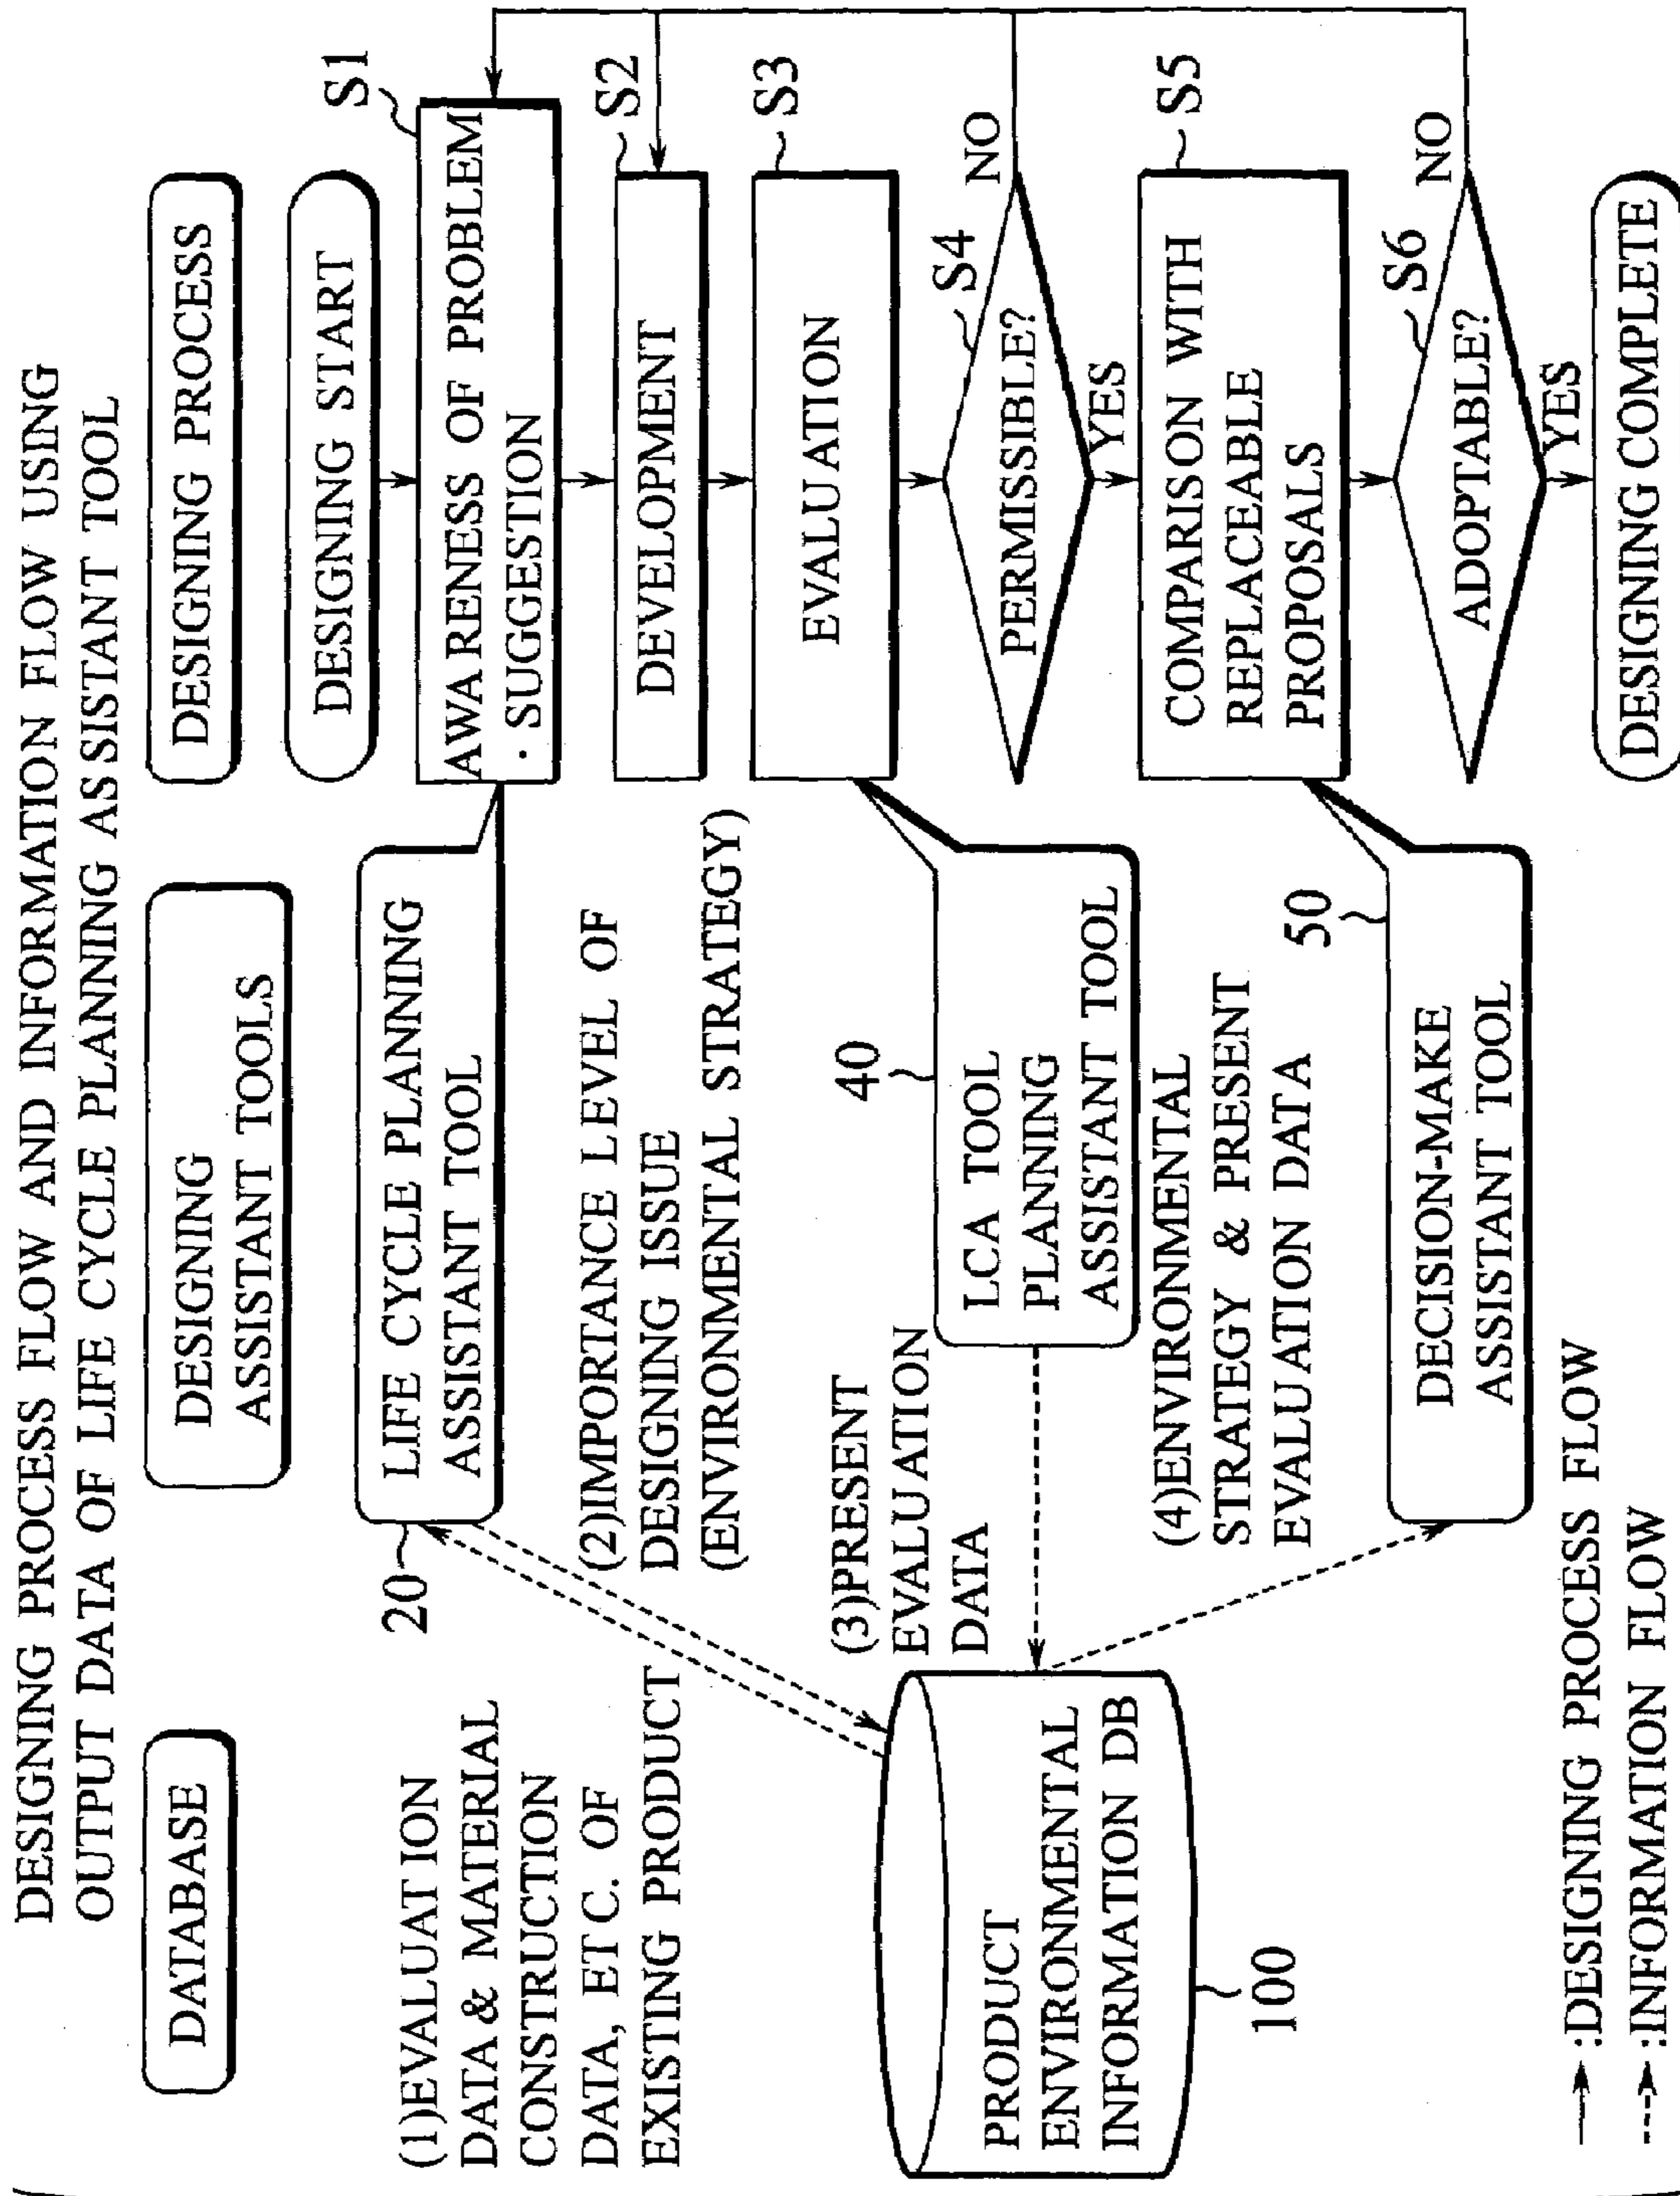 DESIGNING PROCESS FLOW AND INFORMATION FLOW USING
OUTPUT DATA OF LIFE CYCLE PLANNING ASSISTANT TOOL
DATABASE
DESIGNING
ASSISTANT TOOLS
DESIGNING PROCESS
DESIGNING START
(1)EVALUATION
DATA & MATERIAL
CONSTRUCTION
DATA, ETC. OF
EXISTING PRODUCT
20
LIFE CYCLE PLANNING
ASSISTANT TOOL
S1
AWARENESS OF PROBLEM
· SUGGESTION
(2)IMPORTANCE LEVEL OF
DESIGNING ISSUE
(ENVIRONMENTAL STRATEGY)
S2
DEVELOPMENT
S3
EVALUATION
(3)PRESENT
EVALUATION
DATA
40
LCA TOOL
PLANNING
ASSISTANT TOOL
S4
NO
PERMISSIBLE?
YES
PRODUCT
ENVIRONMENTAL
INFORMATION DB
100
(4)ENVIRONMENTAL
STRATEGY & PRESENT
EVALUATION DATA
S5
COMPARISON WITH
REPLACEABLE
PROPOSALS
50
DECISION-MAKE
ASSISTANT TOOL
S6
NO
ADOPTABLE?
YES
DESIGNING COMPLETE
:DESIGNING PROCESS FLOW
:INFORMATION FLOW